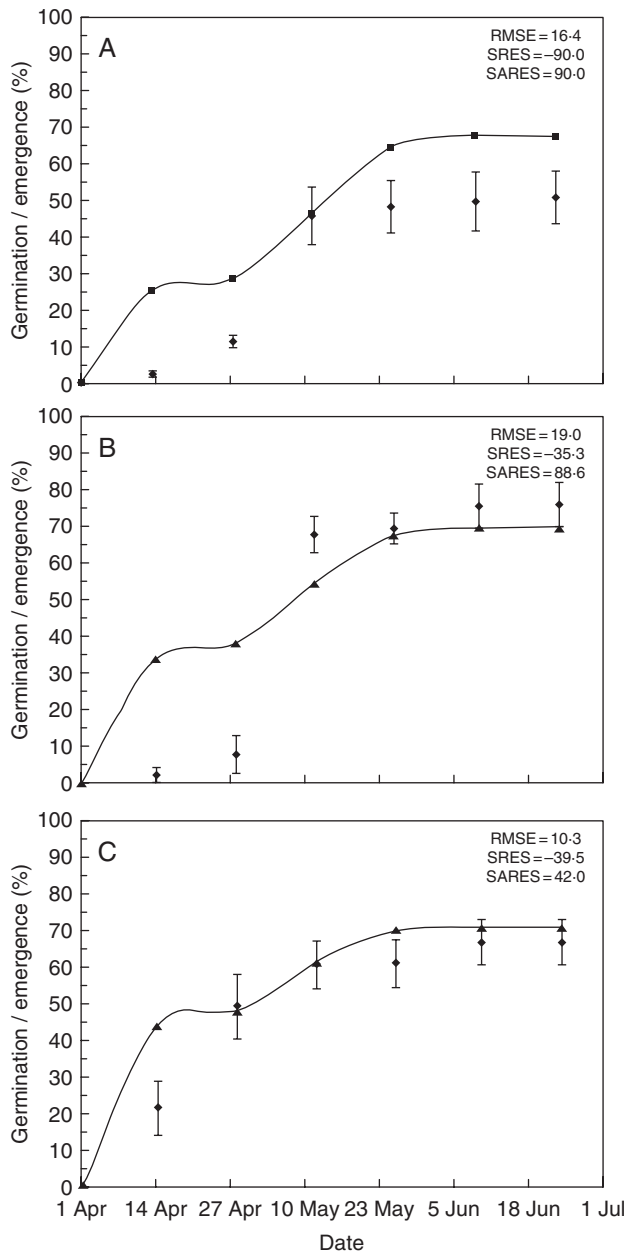 A
RMSE = 16·4
SRES = –90·0
SARES = 90·0
Germination / emergence (%)
100
90
80
70
60
50
40
30
20
10
0
B
RMSE = 19·0
SRES = –35·3
SARES = 88·6
Germination / emergence (%)
100
90
80
70
60
50
40
30
20
10
0
C
RMSE = 10·3
SRES = –39·5
SARES = 42·0
Germination / emergence (%)
100
90
80
70
60
50
40
30
20
10
0
1 Apr 14 Apr 27 Apr 10 May 23 May 5 Jun 18 Jun 1 Jul
Date